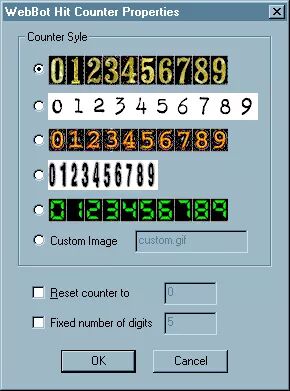 WebBot Hit Counter Properties
Counter Syle
0123456789
0 1 2 3 4 5 6 7 8 9
0123456789
0123456789
0123456789
Custom Image custom.gif
Reset counter to 0
Fixed number of digits 5
OK Cancel